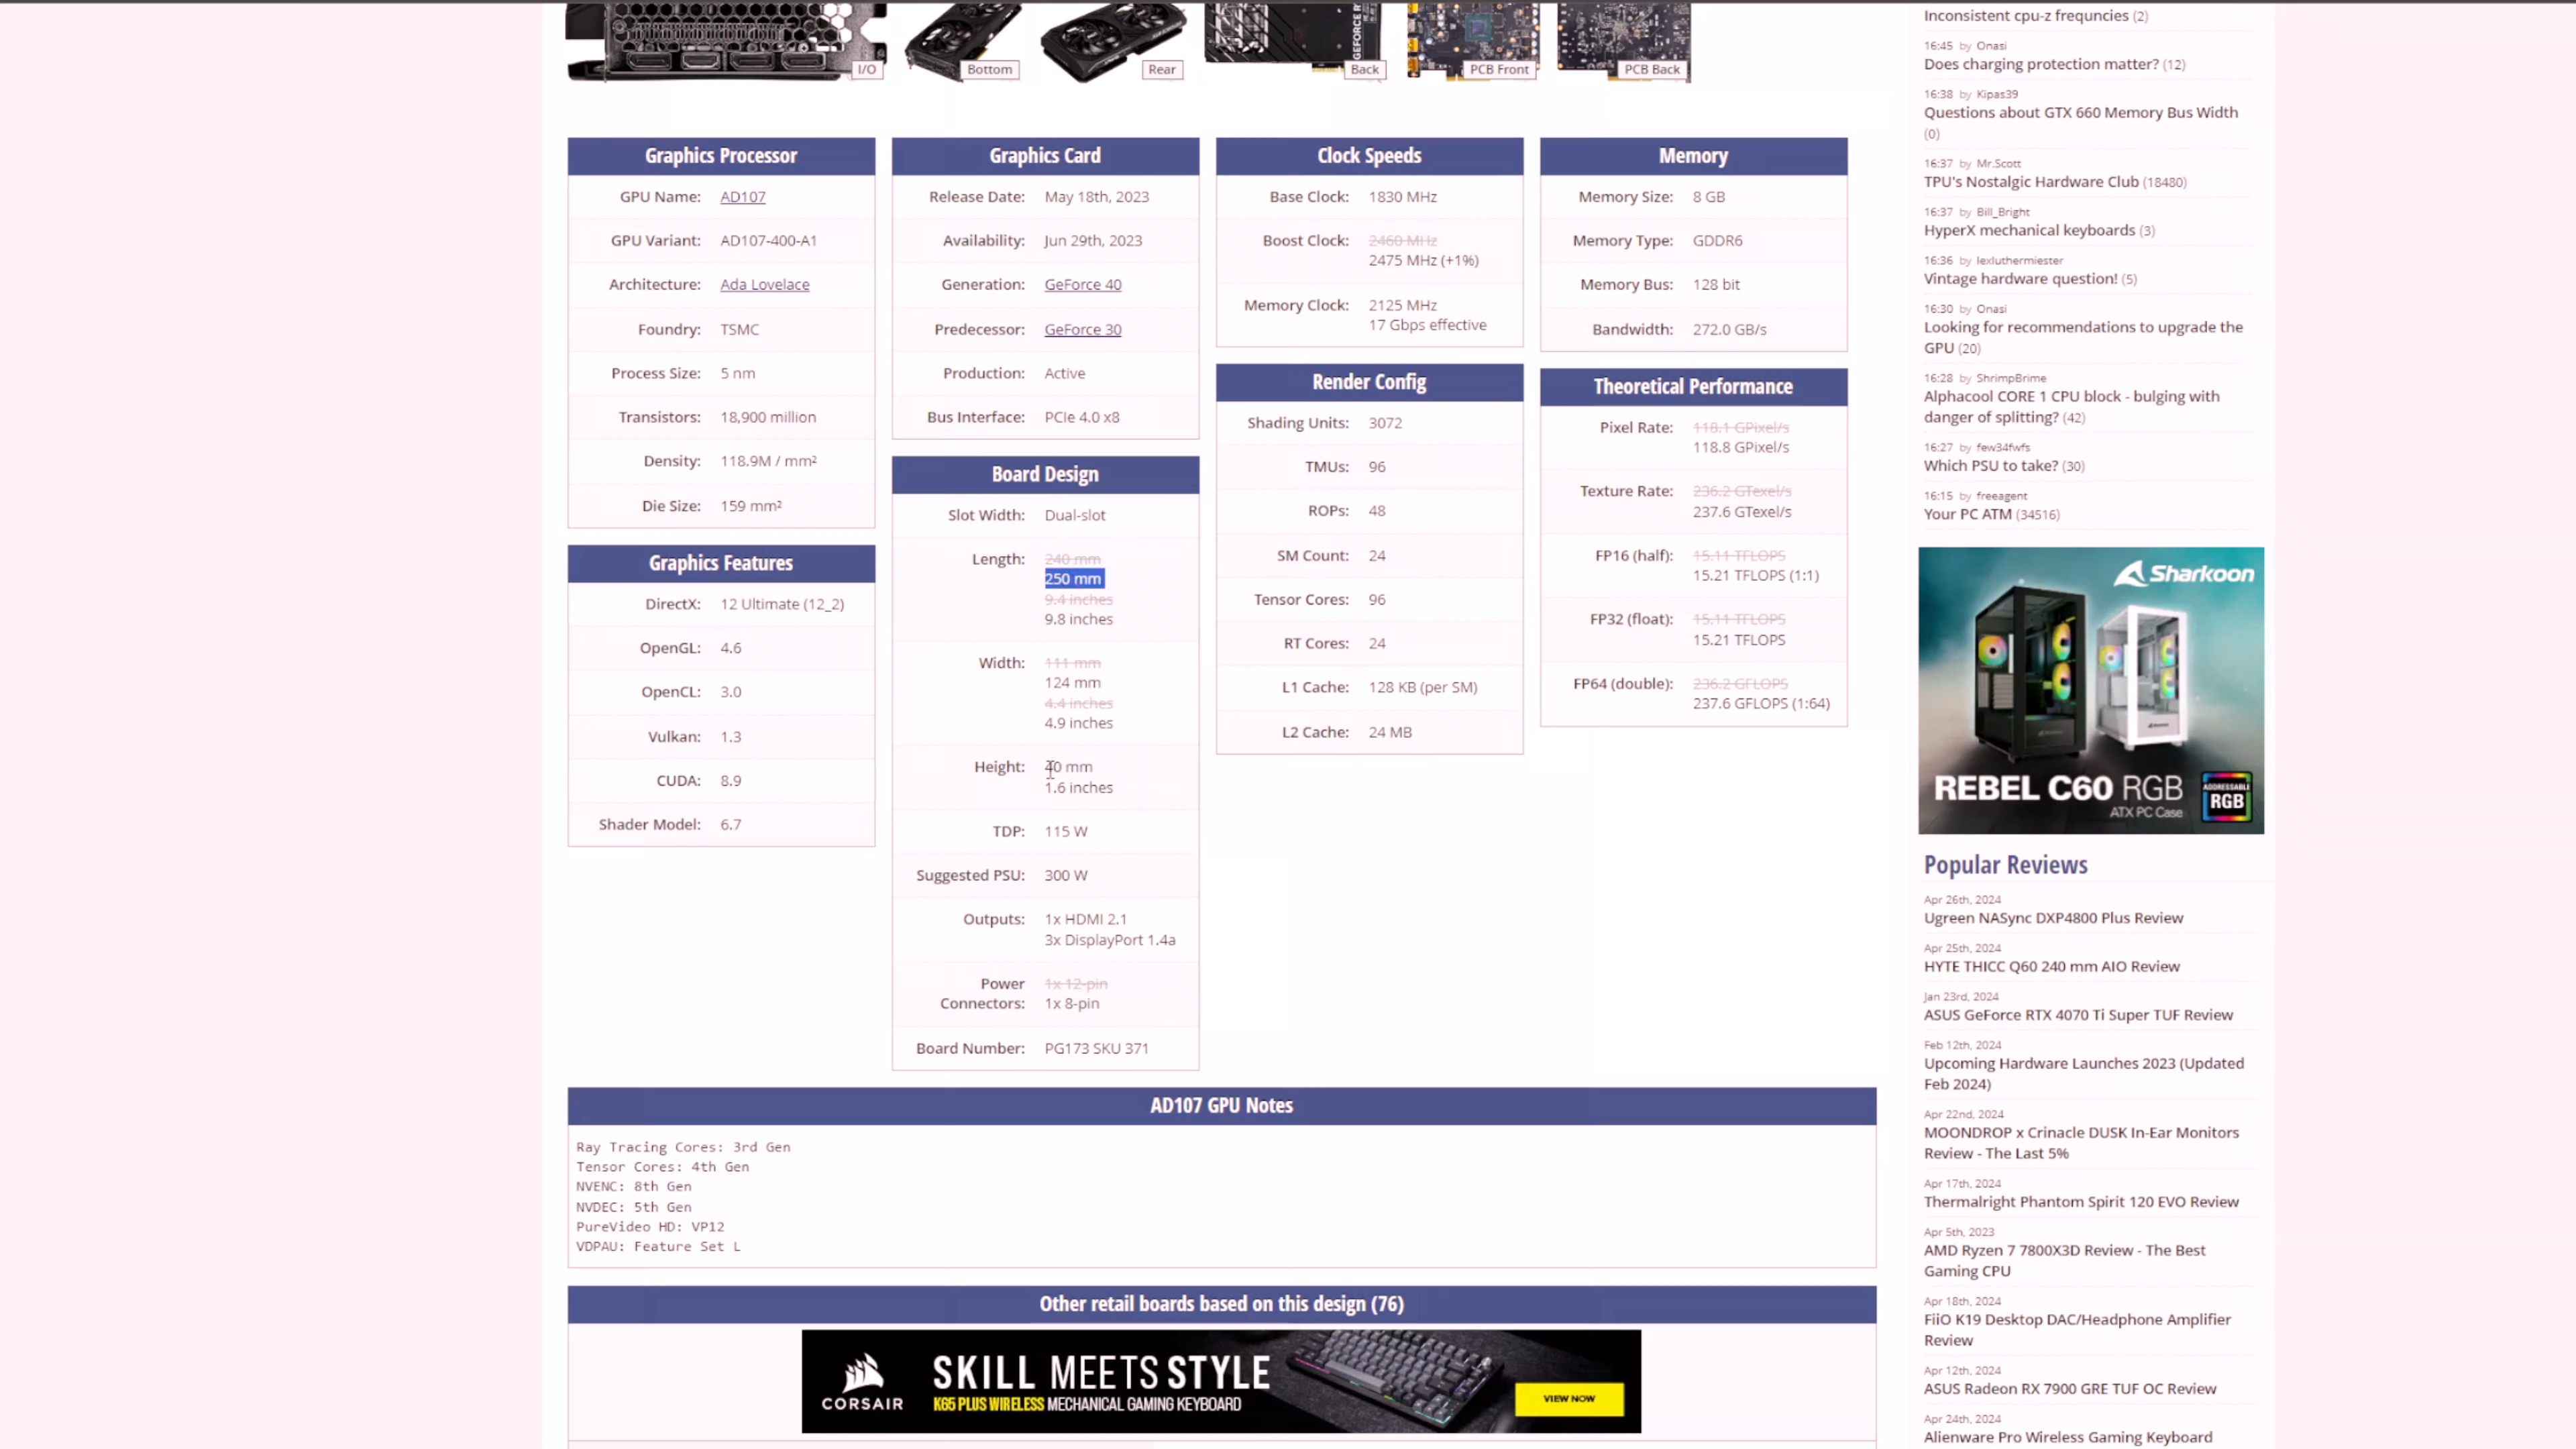 I/O
Bottom
Rear
Back
PCB Front
PCB Back
GEFORCE R
Graphics Processor
GPU Name: AD107
GPU Variant: AD107-400-A1
Architecture: Ada Lovelace
Foundry: TSMC
Process Size: 5 nm
Transistors: 18,900 million
Density: 118.9M / mm²
Die Size: 159 mm²
Graphics Features
DirectX: 12 Ultimate (12_2)
OpenGL: 4.6
OpenCL: 3.0
Vulkan: 1.3
CUDA: 8.9
Shader Model: 6.7
Graphics Card
Release Date: May 18th, 2023
Availability: Jun 29th, 2023
Generation: GeForce 40
Predecessor: GeForce 30
Production: Active
Bus Interface: PCIe 4.0 x8
Board Design
Slot Width: Dual-slot
Length: 240 mm
250 mm
9.4 inches
9.8 inches
Width: 111 mm
124 mm
4.4 inches
4.9 inches
Height: 40 mm
1.6 inches
TDP: 115 W
Suggested PSU: 300 W
Outputs: 1x HDMI 2.1
3x DisplayPort 1.4a
Power 1x 12-pin
Connectors: 1x 8-pin
Board Number: PG173 SKU 371
Clock Speeds
Base Clock: 1830 MHz
Boost Clock: 2460 MHz
2475 MHz (+1%)
Memory Clock: 2125 MHz
17 Gbps effective
Render Config
Shading Units: 3072
TMUs: 96
ROPs: 48
SM Count: 24
Tensor Cores: 96
RT Cores: 24
L1 Cache: 128 KB (per SM)
L2 Cache: 24 MB
Memory
Memory Size: 8 GB
Memory Type: GDDR6
Memory Bus: 128 bit
Bandwidth: 272.0 GB/s
Theoretical Performance
Pixel Rate: 118.1 GPixel/s
118.8 GPixel/s
Texture Rate: 236.2 GTexel/s
237.6 GTexel/s
FP16 (half): 15.11 TFLOPS
15.21 TFLOPS (1:1)
FP32 (float): 15.11 TFLOPS
15.21 TFLOPS
FP64 (double): 236.2 GFLOPS
237.6 GFLOPS (1:64)
AD107 GPU Notes
Ray Tracing Cores: 3rd Gen
Tensor Cores: 4th Gen
NVENC: 8th Gen
NVDEC: 5th Gen
PureVideo HD: VP12
VDPAU: Feature Set L
Other retail boards based on this design (76)
CORSAIR
SKILL MEETS STYLE
K65 PLUS WIRELESS MECHANICAL GAMING KEYBOARD
VIEW NOW
Inconsistent cpu-z frequncies (2)
16:45 by Onasi
Does charging protection matter? (12)
16:38 by Kipas39
Questions about GTX 660 Memory Bus Width
(0)
16:37 by Mr.Scott
TPU's Nostalgic Hardware Club (18480)
16:37 by Bill_Bright
HyperX mechanical keyboards (3)
16:36 by lexluthermiester
Vintage hardware question! (5)
16:30 by Onasi
Looking for recommendations to upgrade the
GPU (20)
16:28 by ShrimpBrime
Alphacool CORE 1 CPU block - bulging with
danger of splitting? (42)
16:27 by few34fwfs
Which PSU to take? (30)
16:15 by freeagent
Your PC ATM (34516)
Sharkoon
REBEL C60 RGB
ATX PC Case
ADDRESSABLE
RGB
Popular Reviews
Apr 26th, 2024
Ugreen NASync DXP4800 Plus Review
Apr 25th, 2024
HYTE THICC Q60 240 mm AIO Review
Jan 23rd, 2024
ASUS GeForce RTX 4070 Ti Super TUF Review
Feb 12th, 2024
Upcoming Hardware Launches 2023 (Updated
Feb 2024)
Apr 22nd, 2024
MOONDROP x Crinacle DUSK In-Ear Monitors
Review - The Last 5%
Apr 17th, 2024
Thermalright Phantom Spirit 120 EVO Review
Apr 5th, 2023
AMD Ryzen 7 7800X3D Review - The Best
Gaming CPU
Apr 18th, 2024
FiiO K19 Desktop DAC/Headphone Amplifier
Review
Apr 12th, 2024
ASUS Radeon RX 7900 GRE TUF OC Review
Apr 24th, 2024
Alienware Pro Wireless Gaming Keyboard